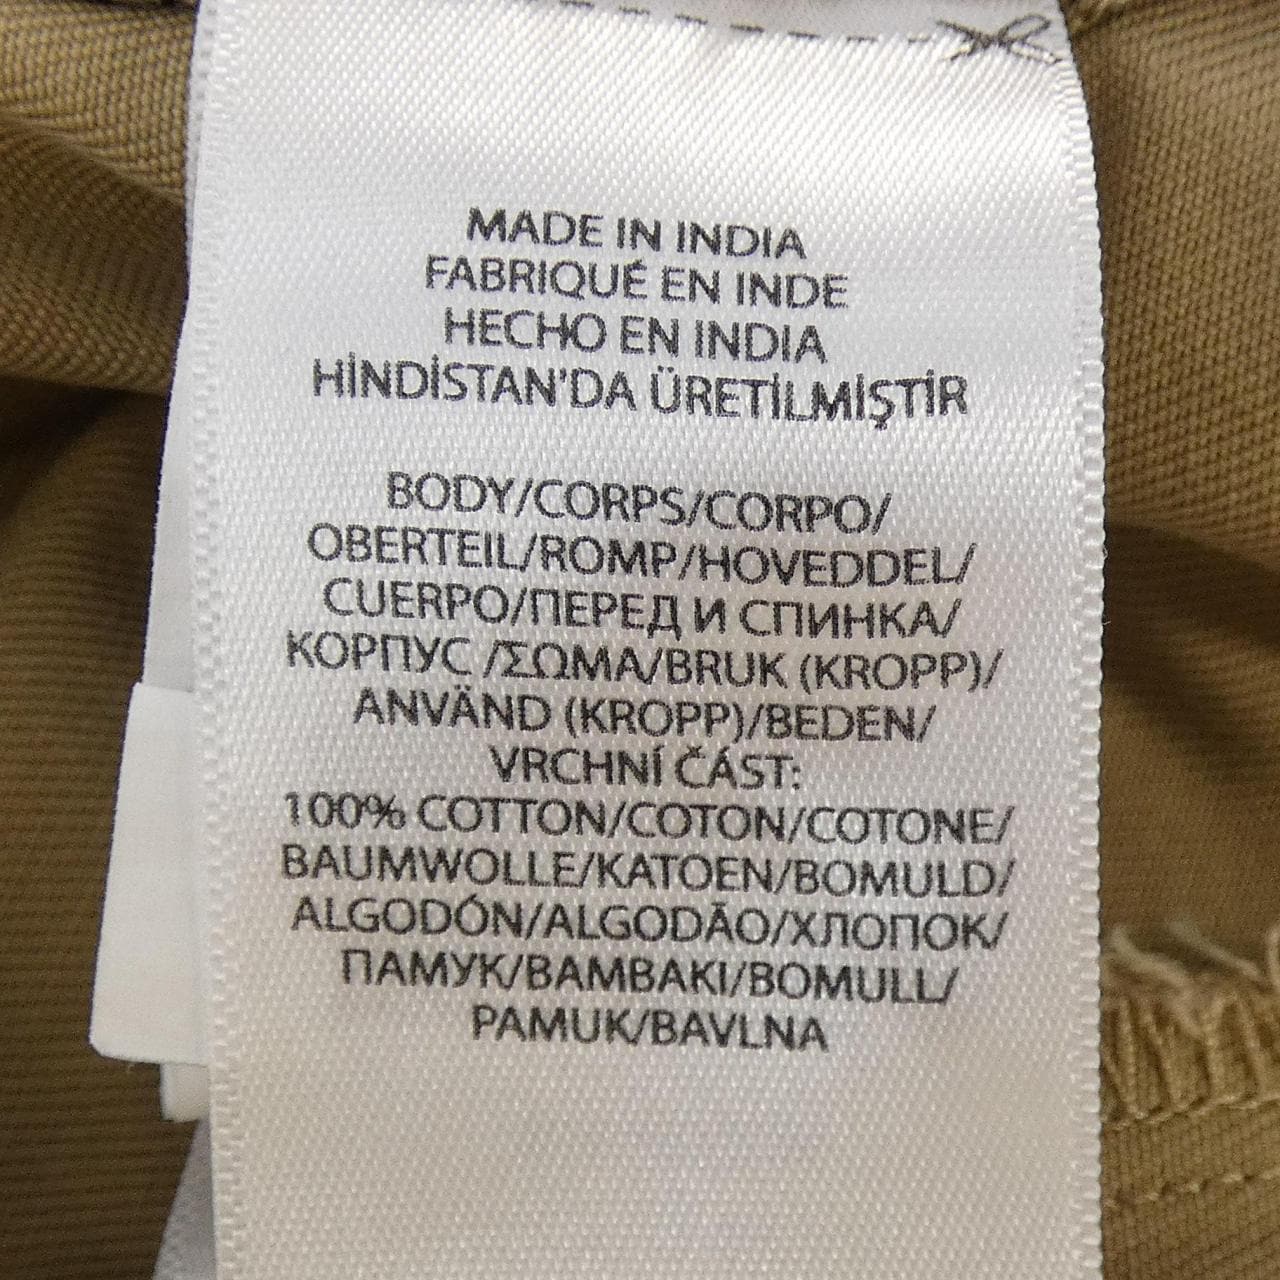 MADE IN INDIA
FABRIQUÉ EN INDE
HECHO EN INDIA
HİNDİSTAN'DA ÜRETİLMİŞTİR
BODY/CORPS/CORPO/
OBERTEIL/ROMP/HOVEDDEL/
CUERPO/ПЕРЕД И СПИНКА/
КОРПУС /ΣΩΜΑ/BRUK (KROPP)/
ANVÄND (KROPP)/BEDEN/
VRCHNÍ ČÁST:
100% COTTON/COTON/COTONE/
BAUMWOLLE/KATOEN/BOMULD/
ALGODÓN/ALGODÃO/ХЛОПОК/
ПАМУК/ΒΑΜΒΑΚΙ/BOMULL/
PAMUK/BAVLNA